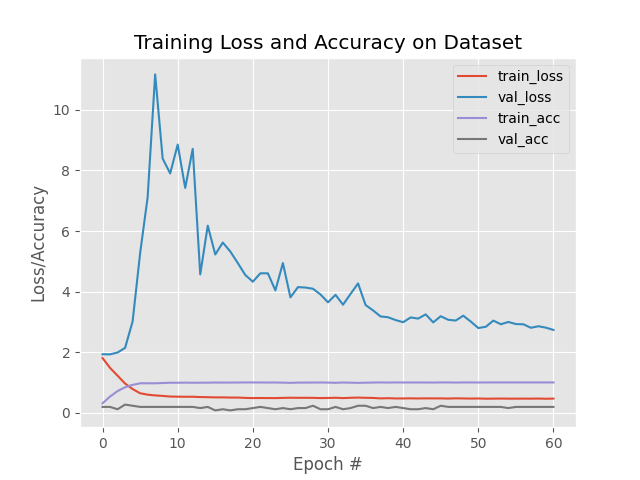 Training Loss and Accuracy on Dataset
train_loss
val_loss
train_acc
val_acc
Loss/Accuracy
10
8
6
4
2
0
0 10 20 30 40 50 60
Epoch #